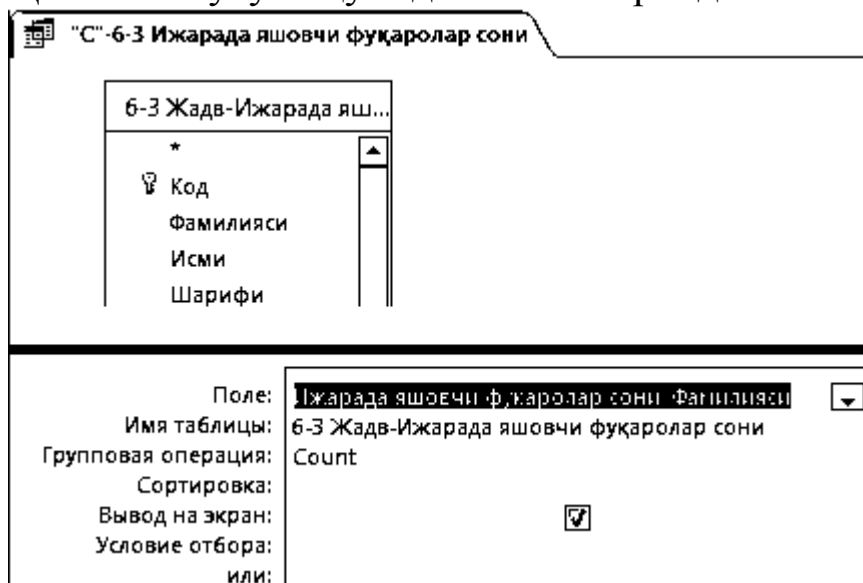 "С"-6-3 Ижарада яшовчи фуқаролар сони
6-3 Жадв-Ижарада яш...
*
Код
Фамилияси
Исми
Шарифи
Поле: Ижарада яшовчи фуқаролар сони: Фамилияси
Имя таблицы: 6-3 Жадв-Ижарада яшовчи фуқаролар сони
Групповая операция: Count
Сортировка:
Вывод на экран:
Условие отбора:
или: